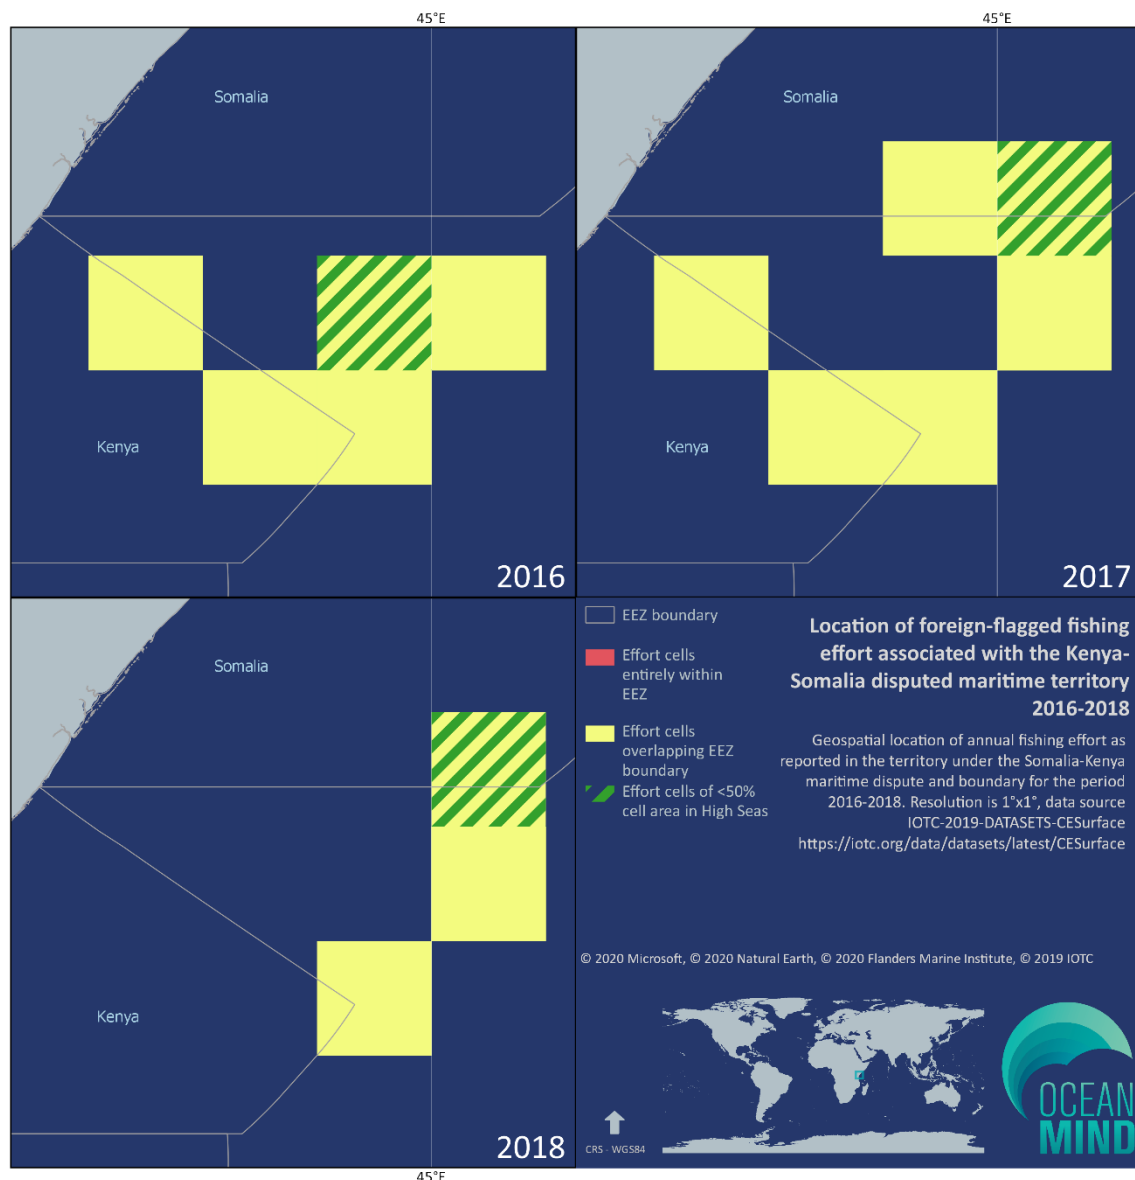 45°E
45°E
Somalia
Kenya
2016
Somalia
Kenya
2017
Somalia
Kenya
2018
45°E
EEZ boundary
Effort cells
entirely within
EEZ
Effort cells
overlapping EEZ
boundary
Effort cells of <50%
cell area in High Seas
Location of foreign-flagged fishing
effort associated with the Kenya-
Somalia disputed maritime territory
2016-2018
Geospatial location of annual fishing effort as
reported in the territory under the Somalia-Kenya
maritime dispute and boundary for the period
2016-2018. Resolution is 1°x1°, data source
IOTC-2019-DATASETS-CESurface
https://iotc.org/data/datasets/latest/CESurface
© 2020 Microsoft, © 2020 Natural Earth, © 2020 Flanders Marine Institute, © 2019 IOTC
CRS - WGS84
OCEAN
MIND